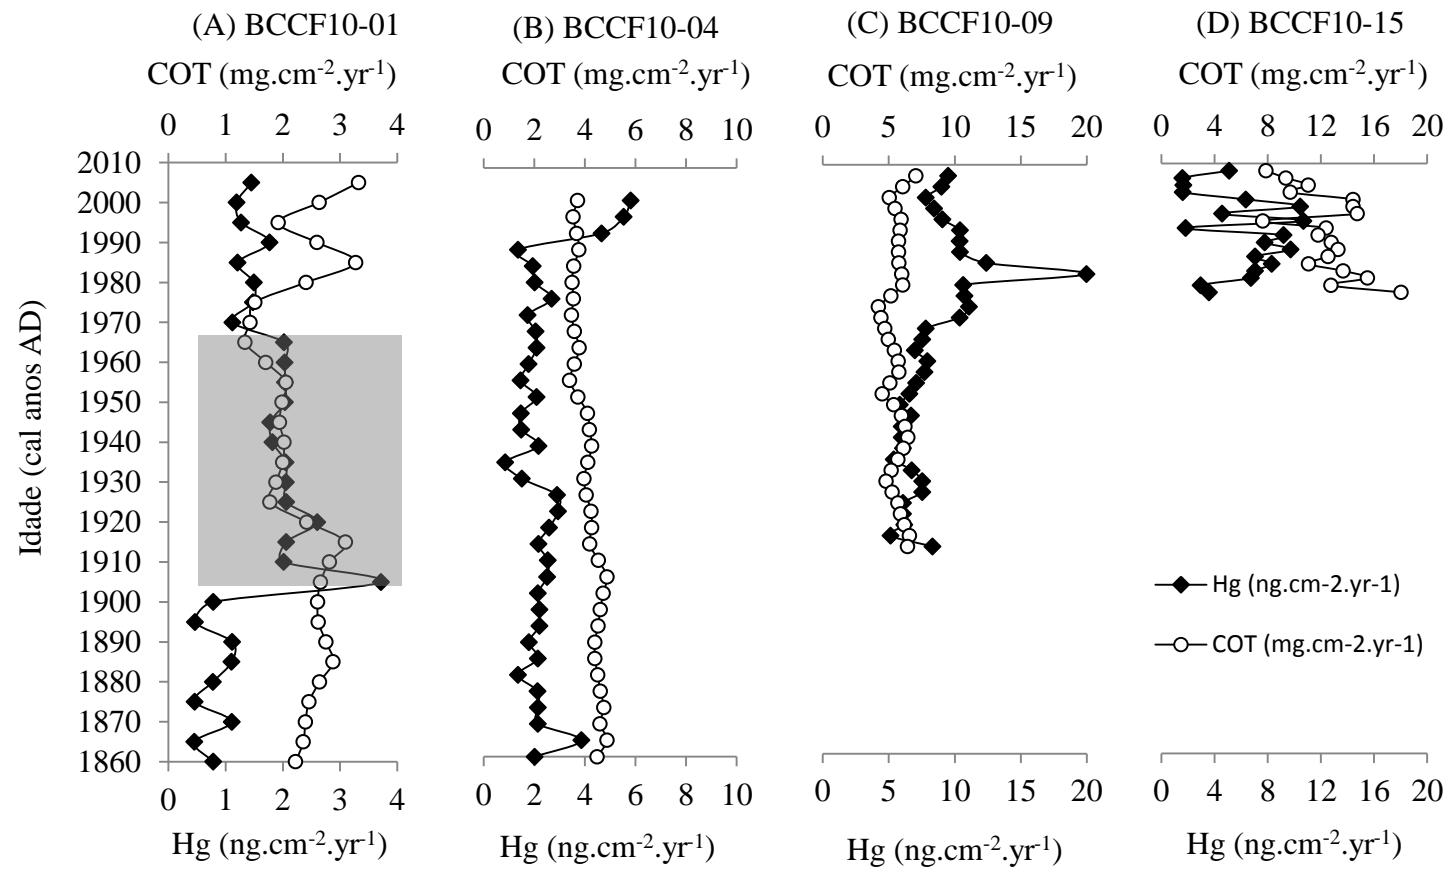 (A) BCCF10-01
COT (mg.cm-2.yr-1)
0 1 2 3 4
(B) BCCF10-04
COT (mg.cm-2.yr-1)
0 2 4 6 8 10
(C) BCCF10-09
COT (mg.cm-2.yr-1)
0 5 10 15 20
(D) BCCF10-15
COT (mg.cm-2.yr-1)
0 4 8 12 16 20
Idade (cal anos AD)
2010
2000
1990
1980
1970
1960
1950
1940
1930
1920
1910
1900
1890
1880
1870
1860
Hg (ng.cm-2.yr-1)
COT (mg.cm-2.yr-1)
0 1 2 3 4
Hg (ng.cm-2.yr-1)
0 2 4 6 8 10
Hg (ng.cm-2.yr-1)
0 5 10 15 20
Hg (ng.cm-2.yr-1)
0 4 8 12 16 20
Hg (ng.cm-2.yr-1)